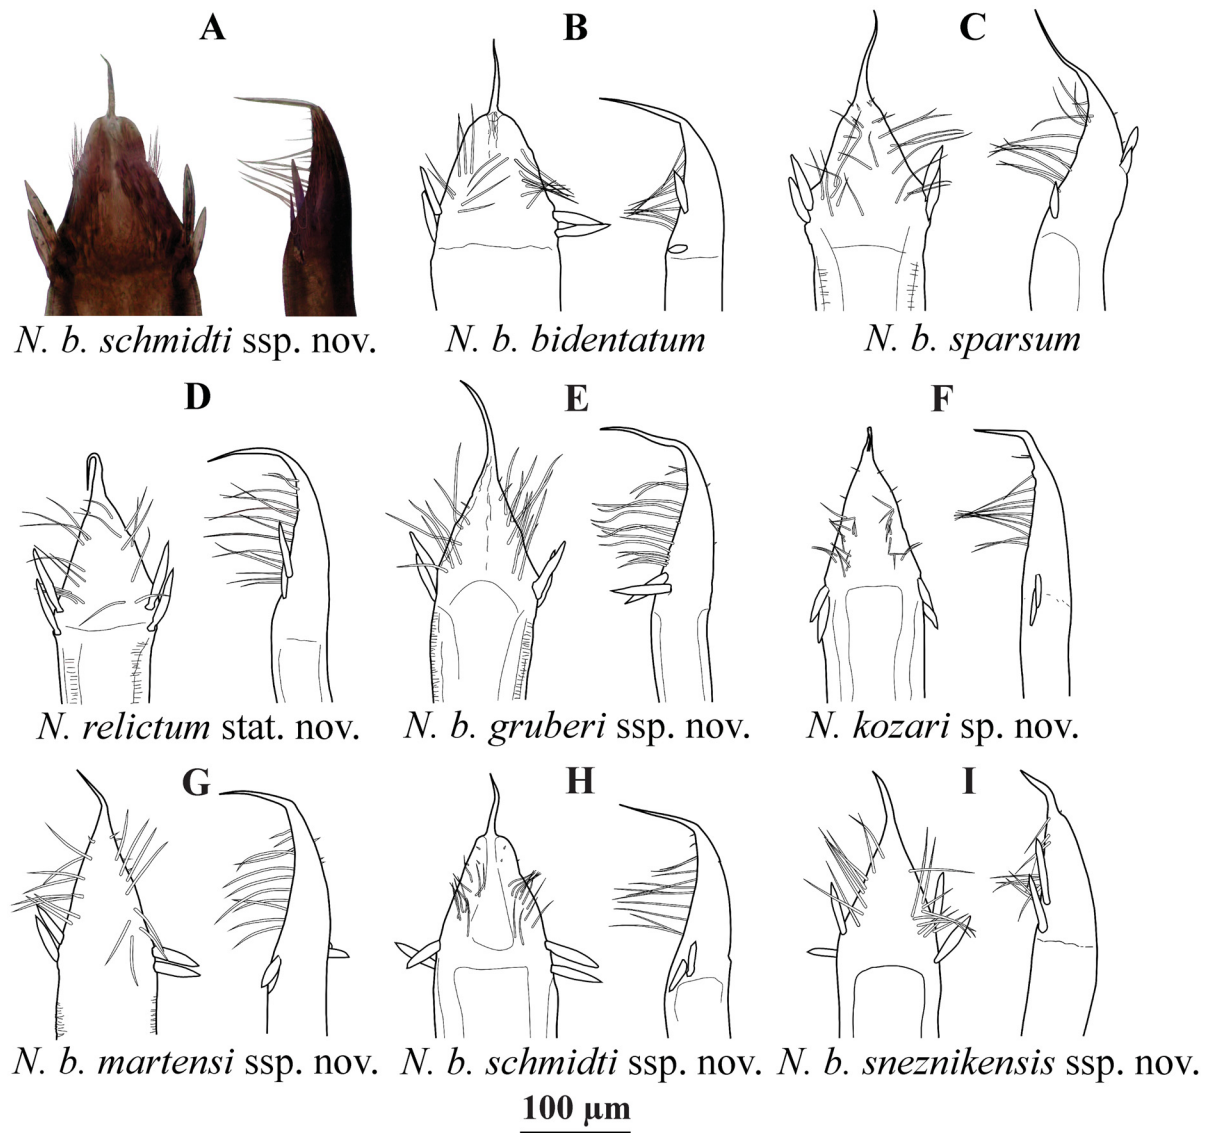 A
B
C
N. b. schmidti ssp. nov.
N. b. bidentatum
N. b. sparsum
D
E
F
N. relictum stat. nov.
N. b. gruberi ssp. nov.
N. kozari sp. nov.
G
H
I
N. b. martensi ssp. nov.
N. b. schmidti ssp. nov.
N. b. sneznikensis ssp. nov.
100 µm